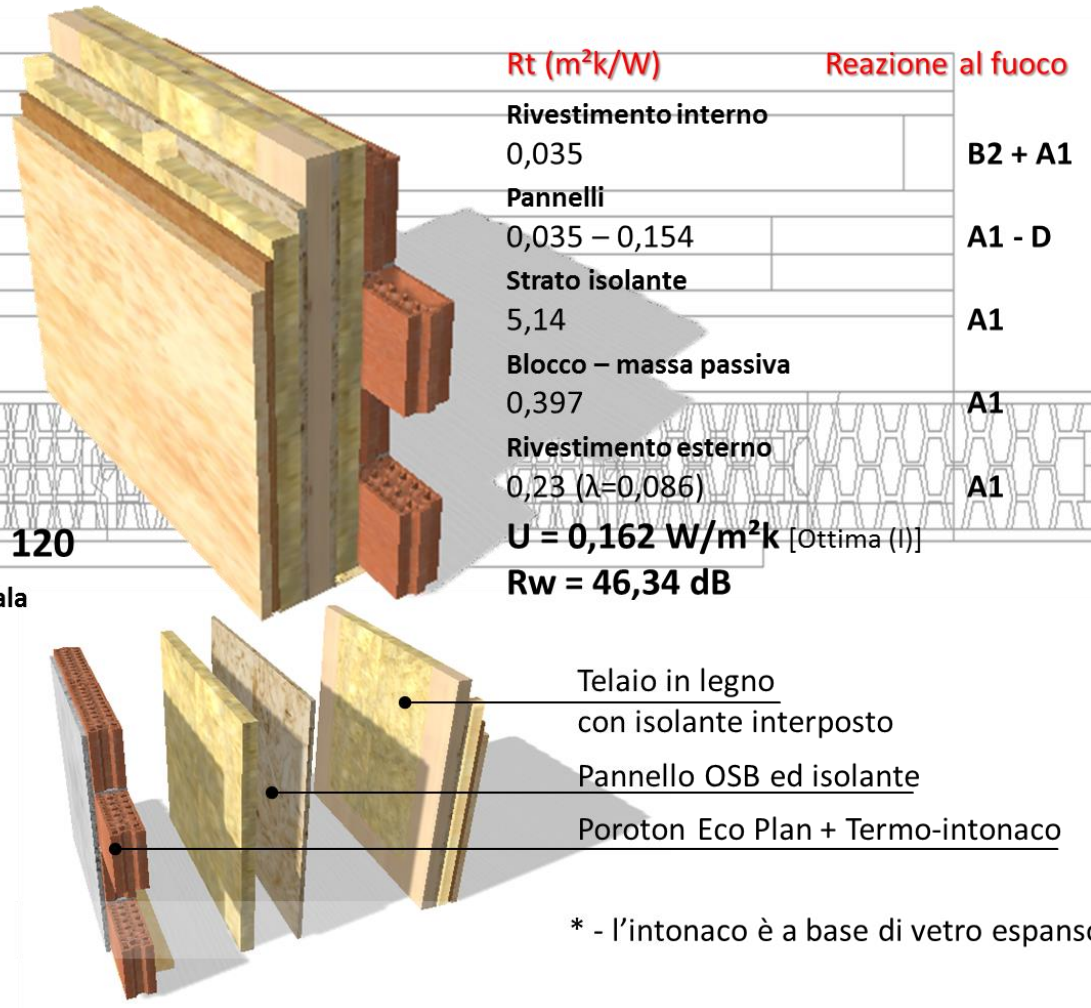 Rt (m²k/W)
Reazione al fuoco
Rivestimento interno
0,035
B2 + A1
Pannelli
0,035 – 0,154
A1 - D
Strato isolante
5,14
A1
Blocco – massa passiva
0,397
A1
Rivestimento esterno
0,23 (λ=0,086)
A1
120
U = 0,162 W/m²k [Ottima (I)]
Rw = 46,34 dB
ala
Telaio in legno
con isolante interposto
Pannello OSB ed isolante
Poroton Eco Plan + Termo-intonaco
* - l’intonaco è a base di vetro espanso